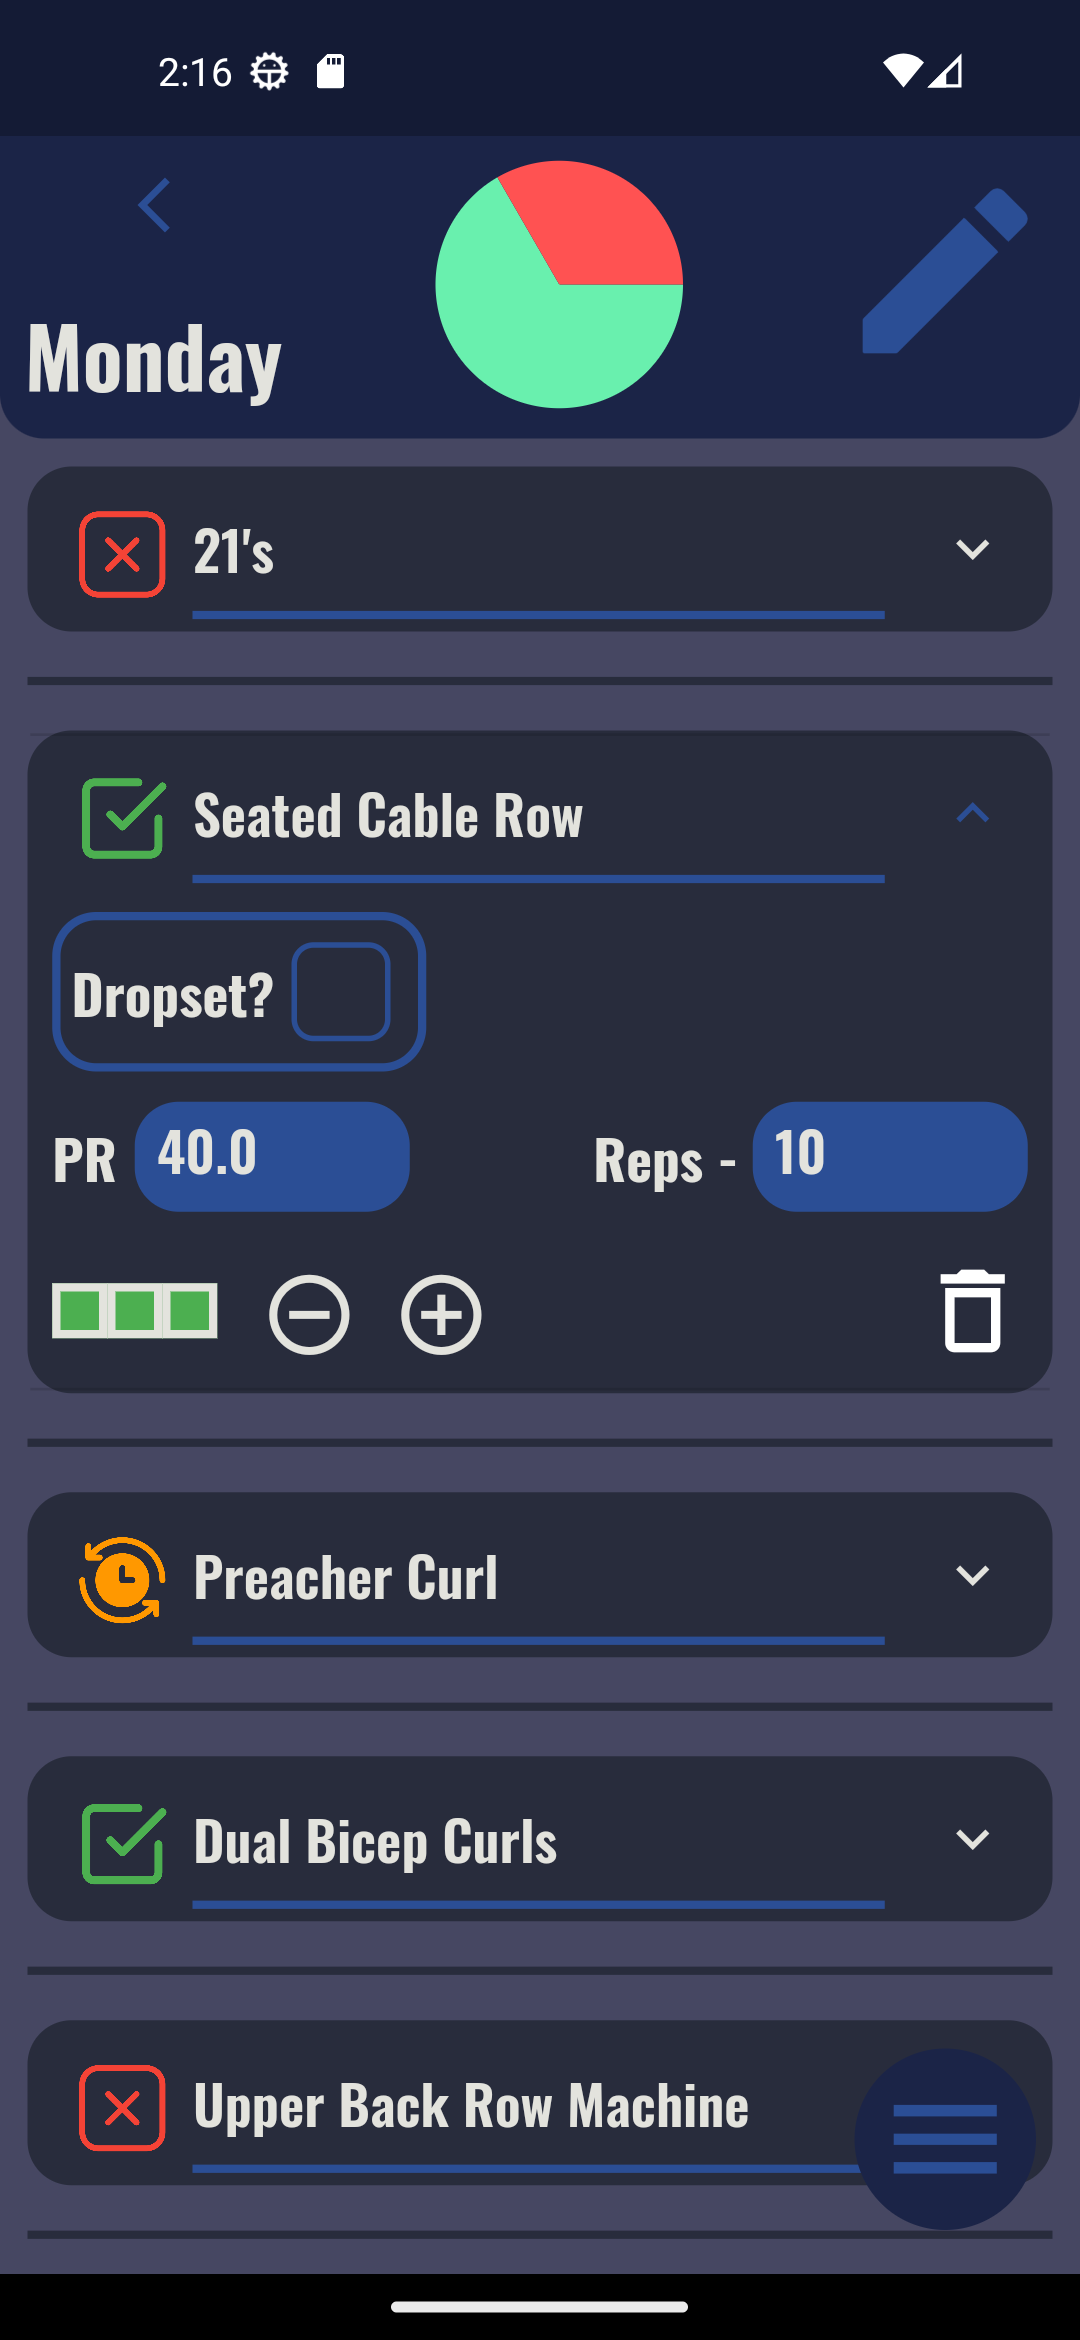 2:16
Monday
21's
Seated Cable Row
Dropset?
PR 40.0 Reps - 10
Preacher Curl
Dual Bicep Curls
Upper Back Row Machine